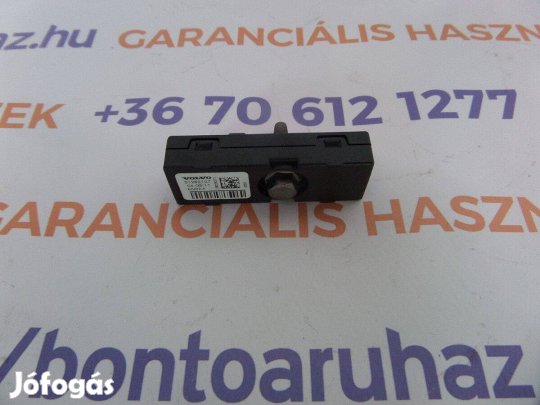 az.hu GARANCIÁLIS HASZN
EK +36 70 612 1277
VOLVO
GARANCIÁLIS HASZN
/bontoaruhaz
Jófogás